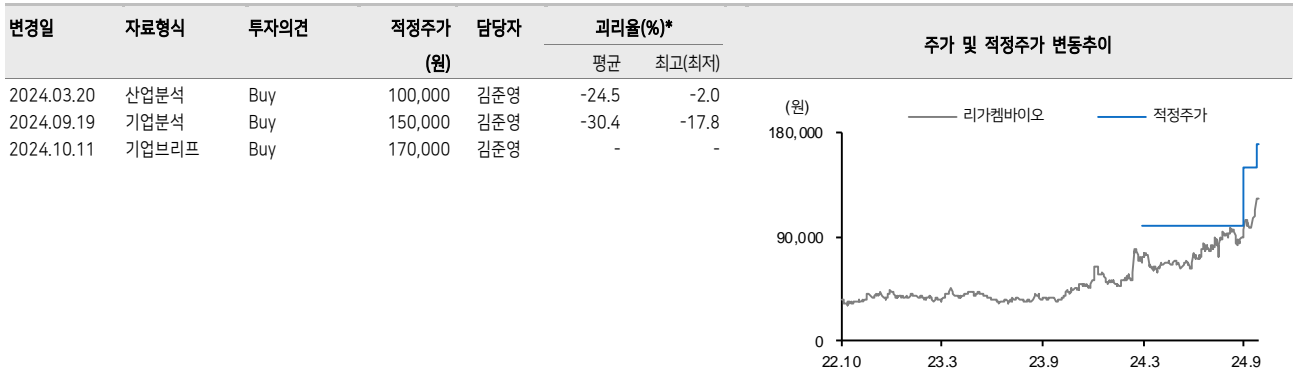 변경일 자료형식 투자의견 적정주가 담당자 괴리율(%)* 주가 및 적정주가 변동추이
(원) 평균 최고(최저)
2024.03.20 산업분석 Buy 100,000 김준영 -24.5 -2.0
2024.09.19 기업분석 Buy 150,000 김준영 -30.4 -17.8
2024.10.11 기업브리프 Buy 170,000 김준영 - -
(원) 리가켐바이오 적정주가
180,000
90,000
0
22.10 23.3 23.9 24.3 24.9